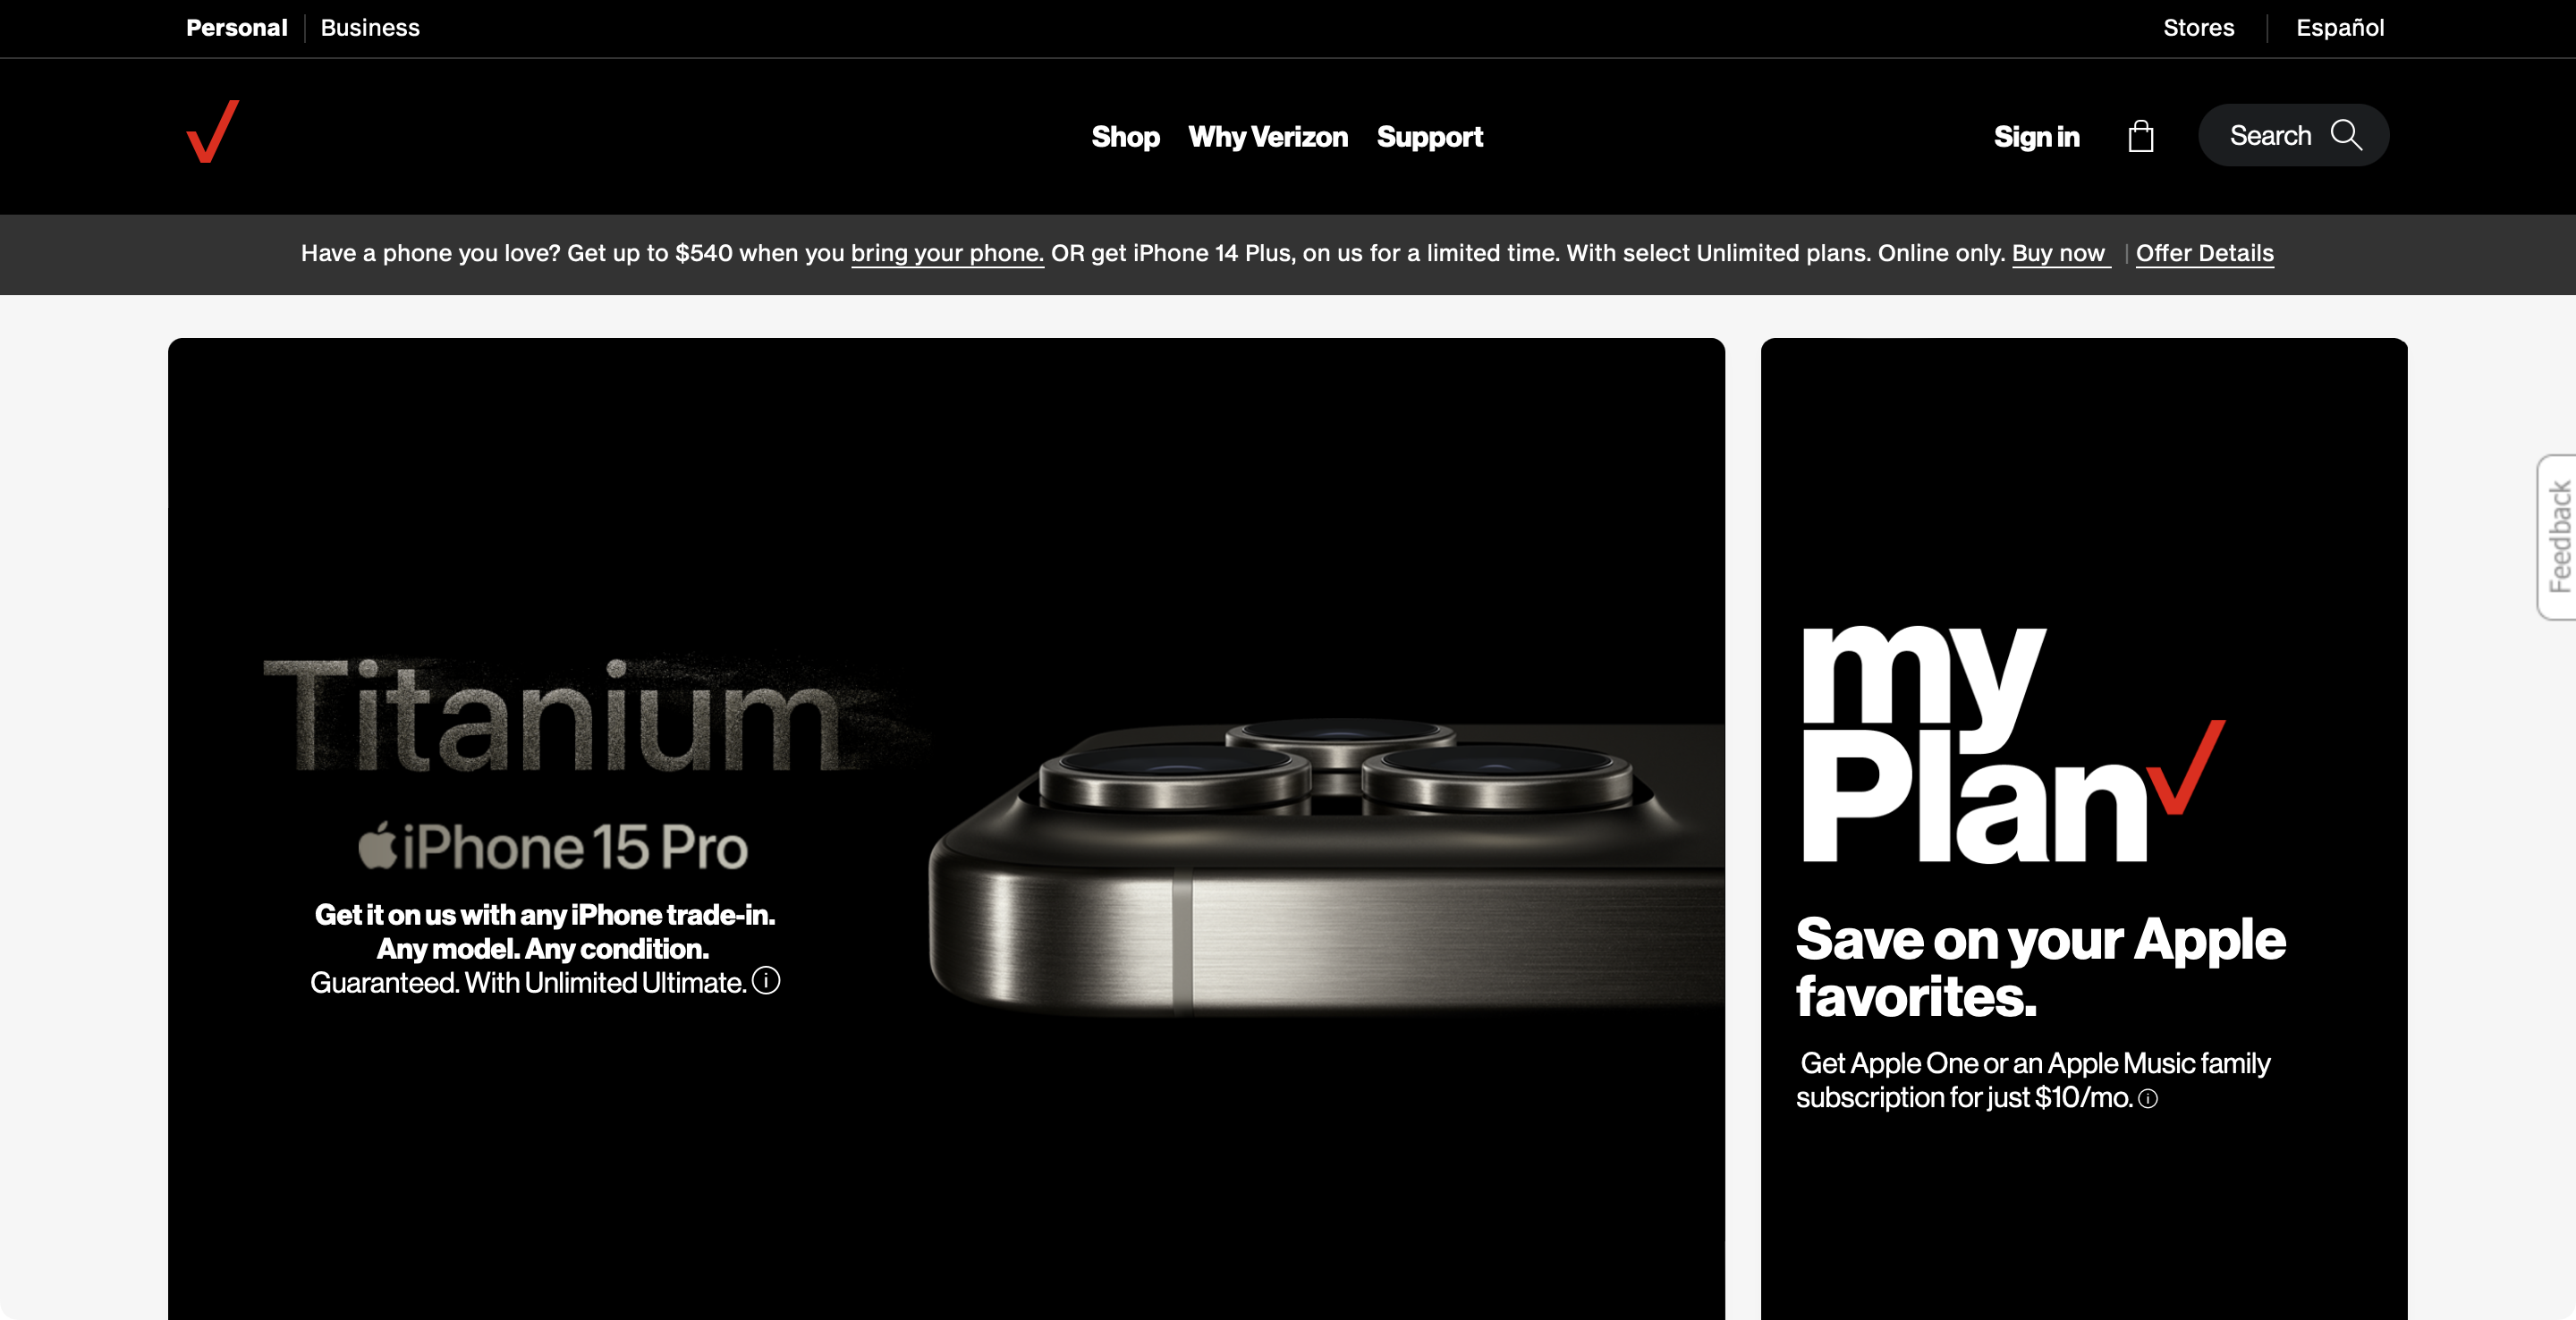 Personal
Business
Stores
Español
Shop
Why Verizon
Support
Sign in
Search
Have a phone you love? Get up to $540 when you bring your phone. OR get iPhone 14 Plus, on us for a limited time. With select Unlimited plans. Online only. Buy now | Offer Details
Titanium
iPhone 15 Pro
Get it on us with any iPhone trade-in.
Any model. Any condition.
Guaranteed. With Unlimited Ultimate.
my
Plan
Save on your Apple
favorites.
Get Apple One or an Apple Music family
subscription for just $10/mo.
Feedback